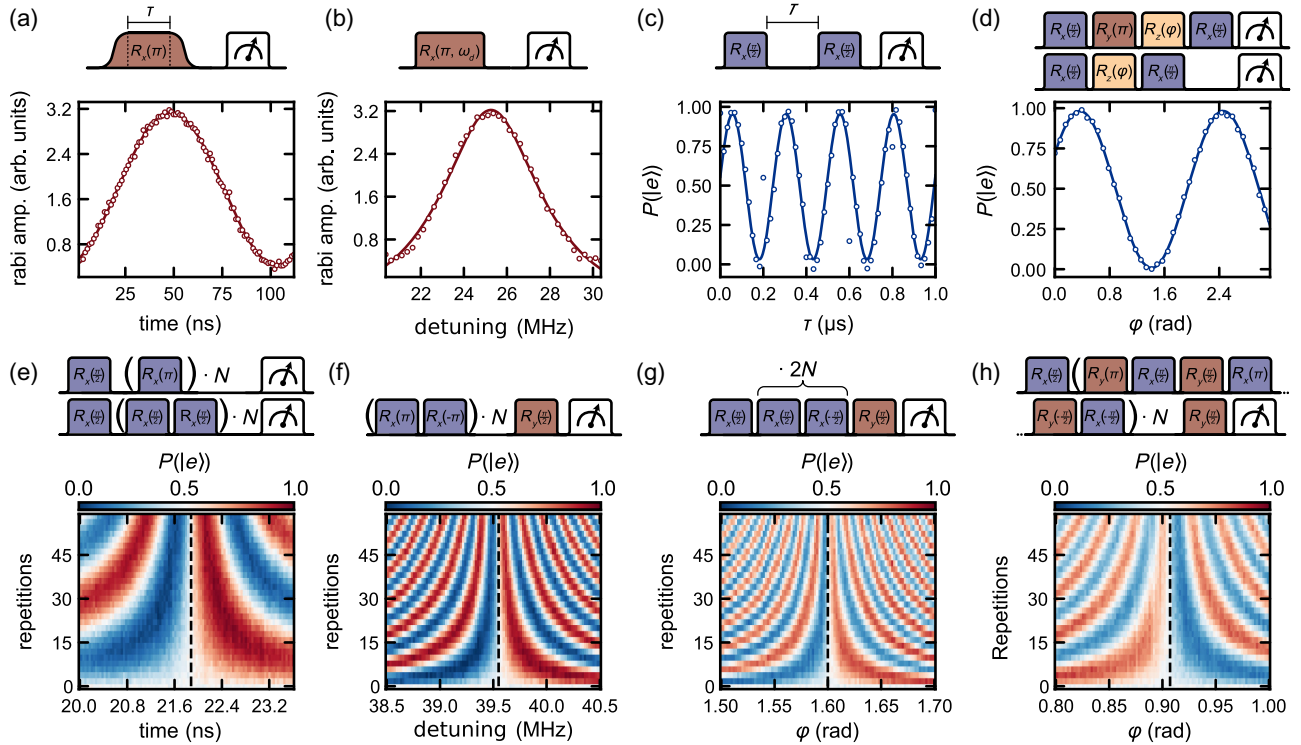 (a)
τ
Rₓ(π)
rabi amp. (arb. units)
3.2
2.4
1.6
0.8
25
50
75
100
time (ns)
(b)
Rₓ(π, ω_d)
rabi amp. (arb. units)
3.2
2.4
1.6
0.8
22
24
26
28
30
detuning (MHz)
(c)
τ
Rₓ(π/2)
Rₓ(π/2)
P(|e⟩)
1.00
0.75
0.50
0.25
0.00
0.0
0.2
0.4
0.6
0.8
1.0
τ (µs)
(d)
Rₓ(π/2) R_y(π) R_z(φ) Rₓ(π/2)
Rₓ(π/2) R_z(φ) Rₓ(π/2)
P(|e⟩)
1.00
0.75
0.50
0.25
0.00
0.0
0.8
1.6
2.4
φ (rad)
(e)
Rₓ(π/2) ( Rₓ(π) ) · N
Rₓ(π/2) ( Rₓ(π/2) Rₓ(π/2) ) · N
P(|e⟩)
0.0
0.5
1.0
repetitions
45
30
15
0
20.0
20.8
21.6
22.4
23.2
time (ns)
(f)
( Rₓ(π) Rₓ(-π) ) · N R_y(π/2)
P(|e⟩)
0.0
0.5
1.0
repetitions
45
30
15
0
38.5
39.0
39.5
40.0
40.5
detuning (MHz)
(g)
· 2N
Rₓ(π/2) Rₓ(π/2) Rₓ(-π/2) R_y(π/2)
P(|e⟩)
0.0
0.5
1.0
repetitions
45
30
15
0
1.50
1.55
1.60
1.65
1.70
φ (rad)
(h)
Rₓ(π/2) ( R_y(π) Rₓ(π/2) R_y(π/2) Rₓ(π) ...
... R_y(-π/2) Rₓ(-π/2) ) · N R_y(π/2)
P(|e⟩)
0.0
0.5
1.0
Repetitions
45
30
15
0
0.80
0.85
0.90
0.95
1.00
φ (rad)